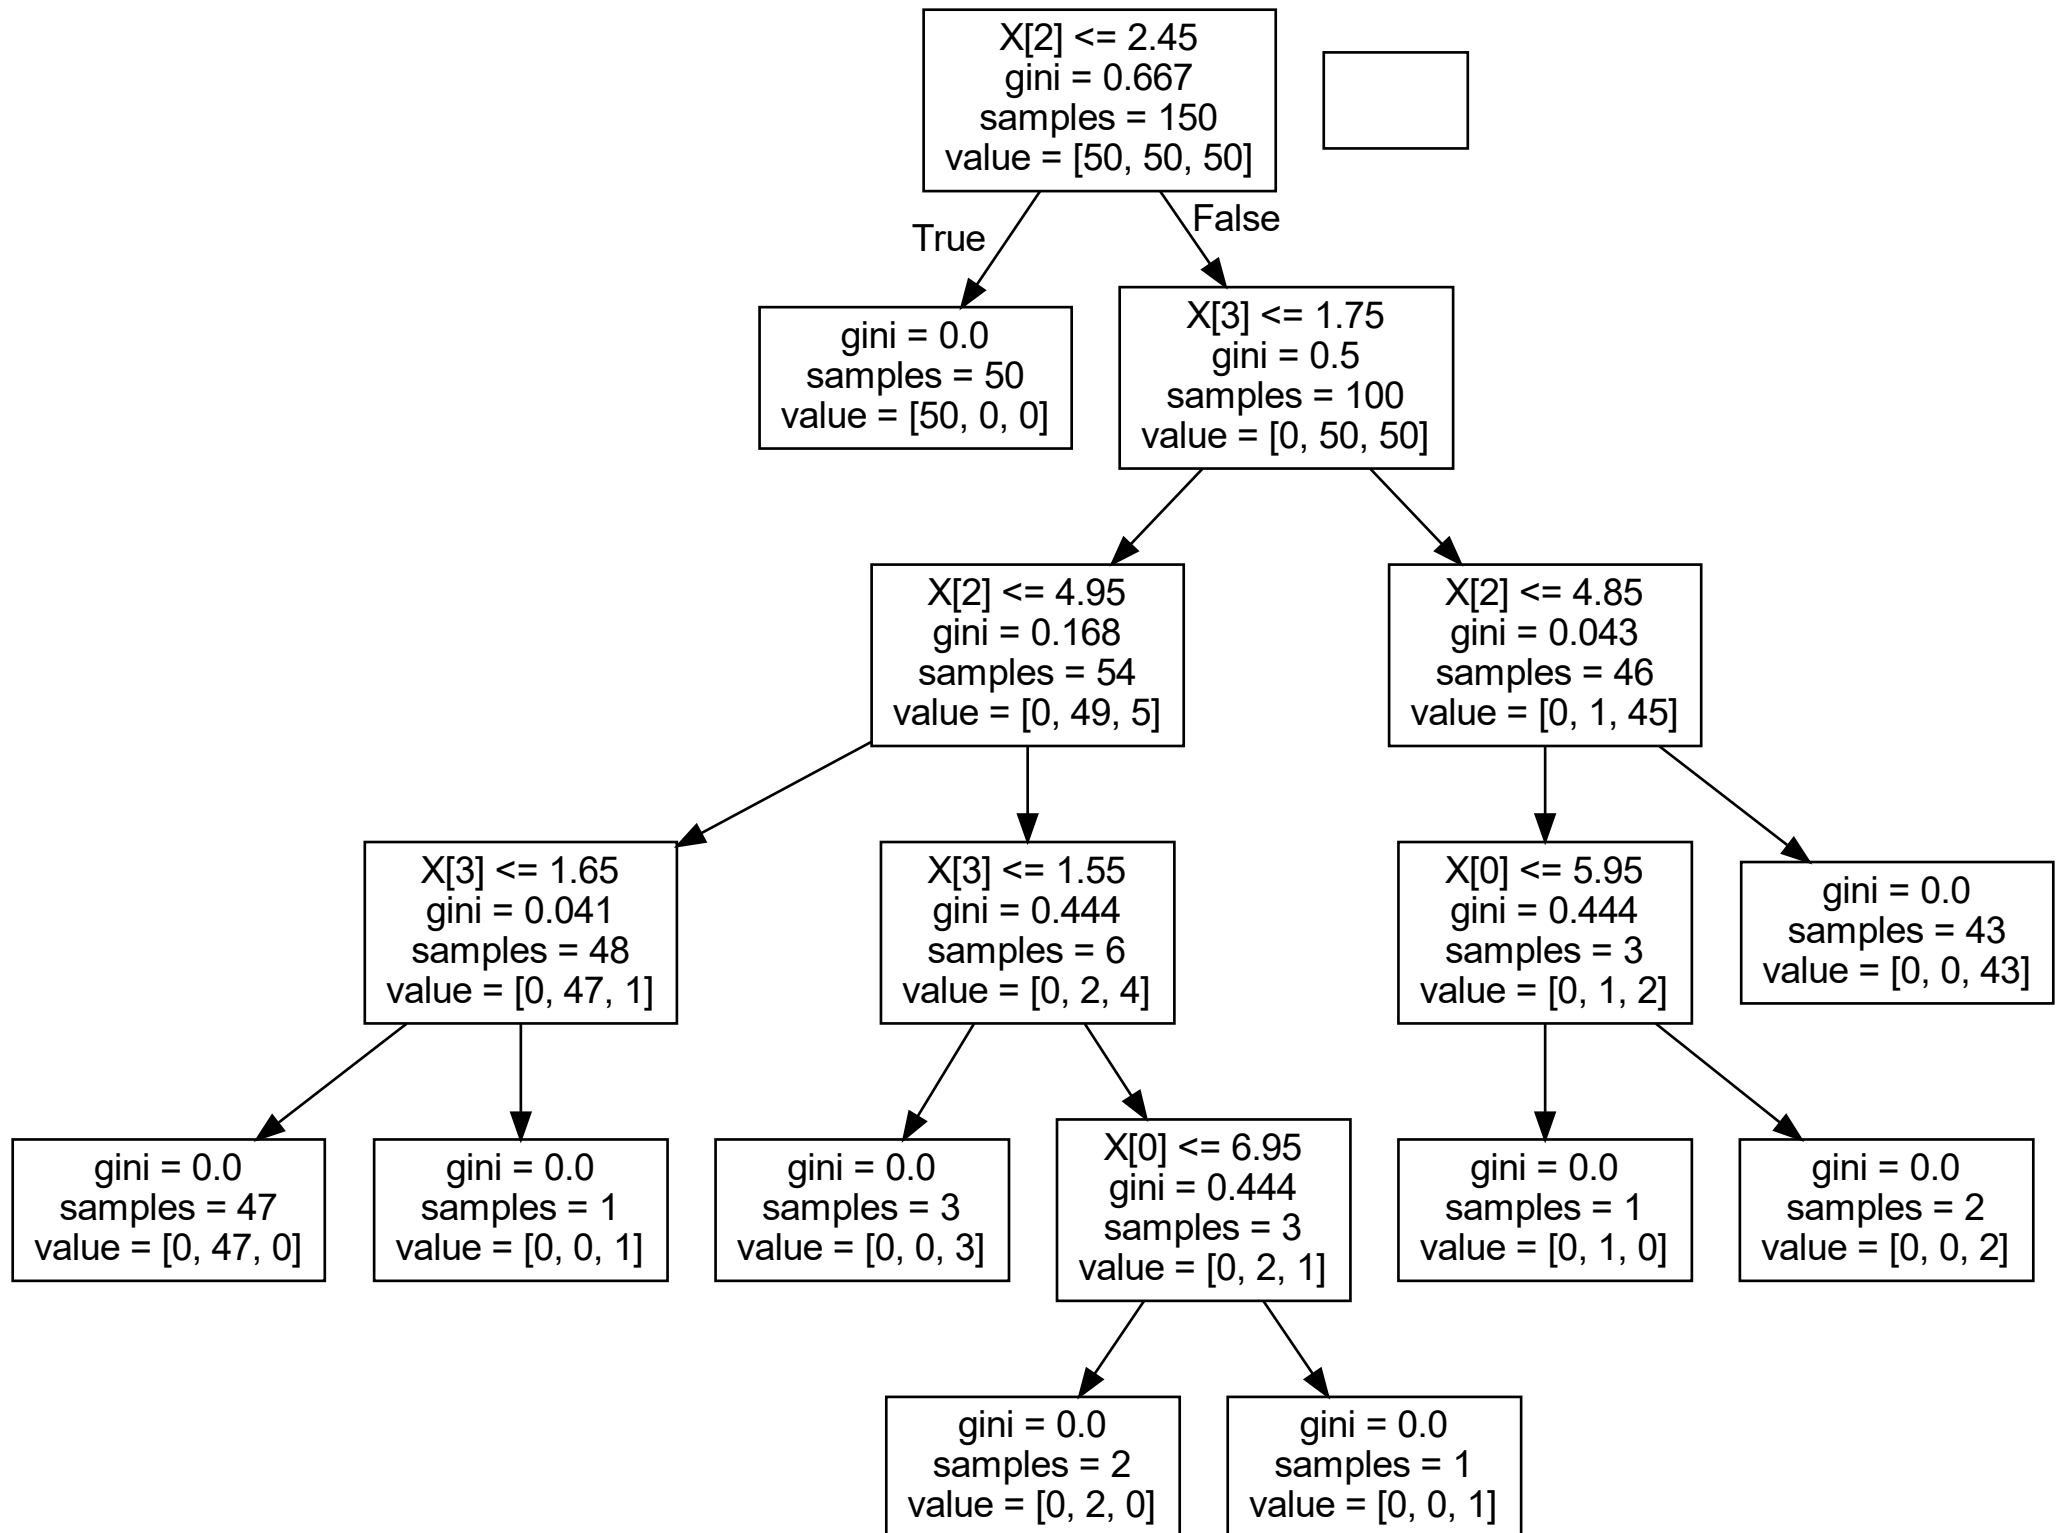 X[2] <= 2.45
gini = 0.667
samples = 150
value = [50, 50, 50]
True
False
gini = 0.0
samples = 50
value = [50, 0, 0]
X[3] <= 1.75
gini = 0.5
samples = 100
value = [0, 50, 50]
X[2] <= 4.95
gini = 0.168
samples = 54
value = [0, 49, 5]
X[2] <= 4.85
gini = 0.043
samples = 46
value = [0, 1, 45]
X[3] <= 1.65
gini = 0.041
samples = 48
value = [0, 47, 1]
X[3] <= 1.55
gini = 0.444
samples = 6
value = [0, 2, 4]
X[0] <= 5.95
gini = 0.444
samples = 3
value = [0, 1, 2]
gini = 0.0
samples = 43
value = [0, 0, 43]
gini = 0.0
samples = 47
value = [0, 47, 0]
gini = 0.0
samples = 1
value = [0, 0, 1]
gini = 0.0
samples = 3
value = [0, 0, 3]
X[0] <= 6.95
gini = 0.444
samples = 3
value = [0, 2, 1]
gini = 0.0
samples = 1
value = [0, 1, 0]
gini = 0.0
samples = 2
value = [0, 0, 2]
gini = 0.0
samples = 2
value = [0, 2, 0]
gini = 0.0
samples = 1
value = [0, 0, 1]